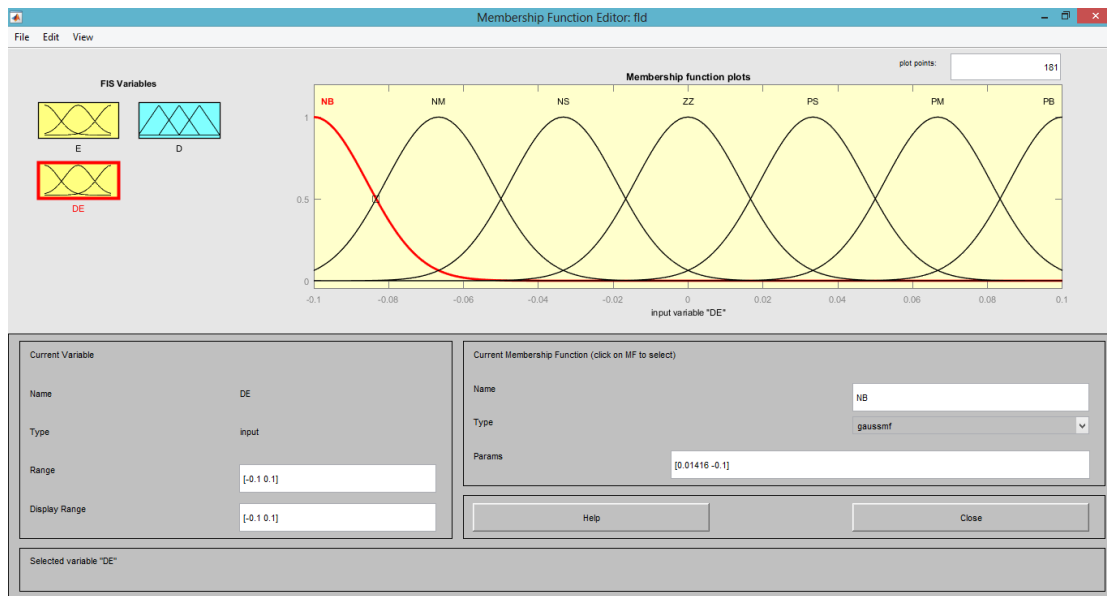 Membership Function Editor: fld
File Edit View
FIS Variables
E
D
DE
plot points:
181
Membership function plots
NB NM NS ZZ PS PM PB
1
0.5
0
-0.1 -0.08 -0.06 -0.04 -0.02 0 0.02 0.04 0.06 0.08 0.1
input variable "DE"
Current Variable
Name DE
Type input
Range [-0.1 0.1]
Display Range [-0.1 0.1]
Current Membership Function (click on MF to select)
Name NB
Type gaussmf
Params [0.01416 -0.1]
Help Close
Selected variable "DE"